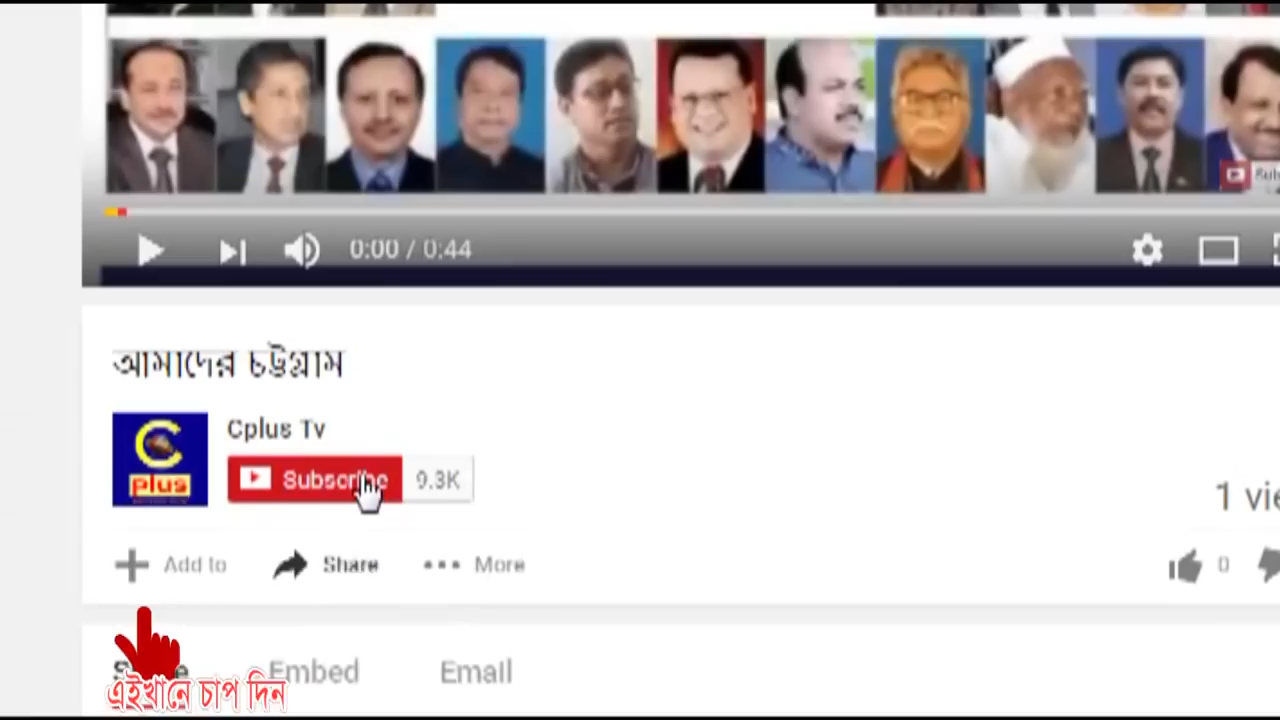 0:00 / 0:44
আমাদের চট্টগ্রাম
C plus
Cplus Tv
Subscribe 9.3K
1
Add to Share More
0
Embed Email
এইখানে চাপ দিন